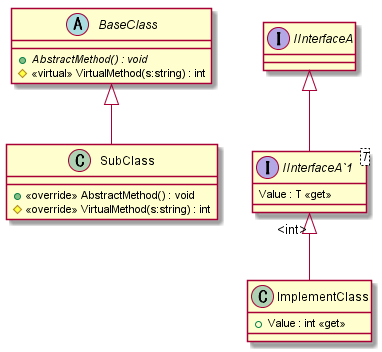 A BaseClass
AbstractMethod() : void
«virtual» VirtualMethod(s:string) : int
C SubClass
«override» AbstractMethod() : void
«override» VirtualMethod(s:string) : int
I IInterfaceA
I IInterfaceA`1
T
Value : T «get»
<int>
C ImplementClass
Value : int «get»